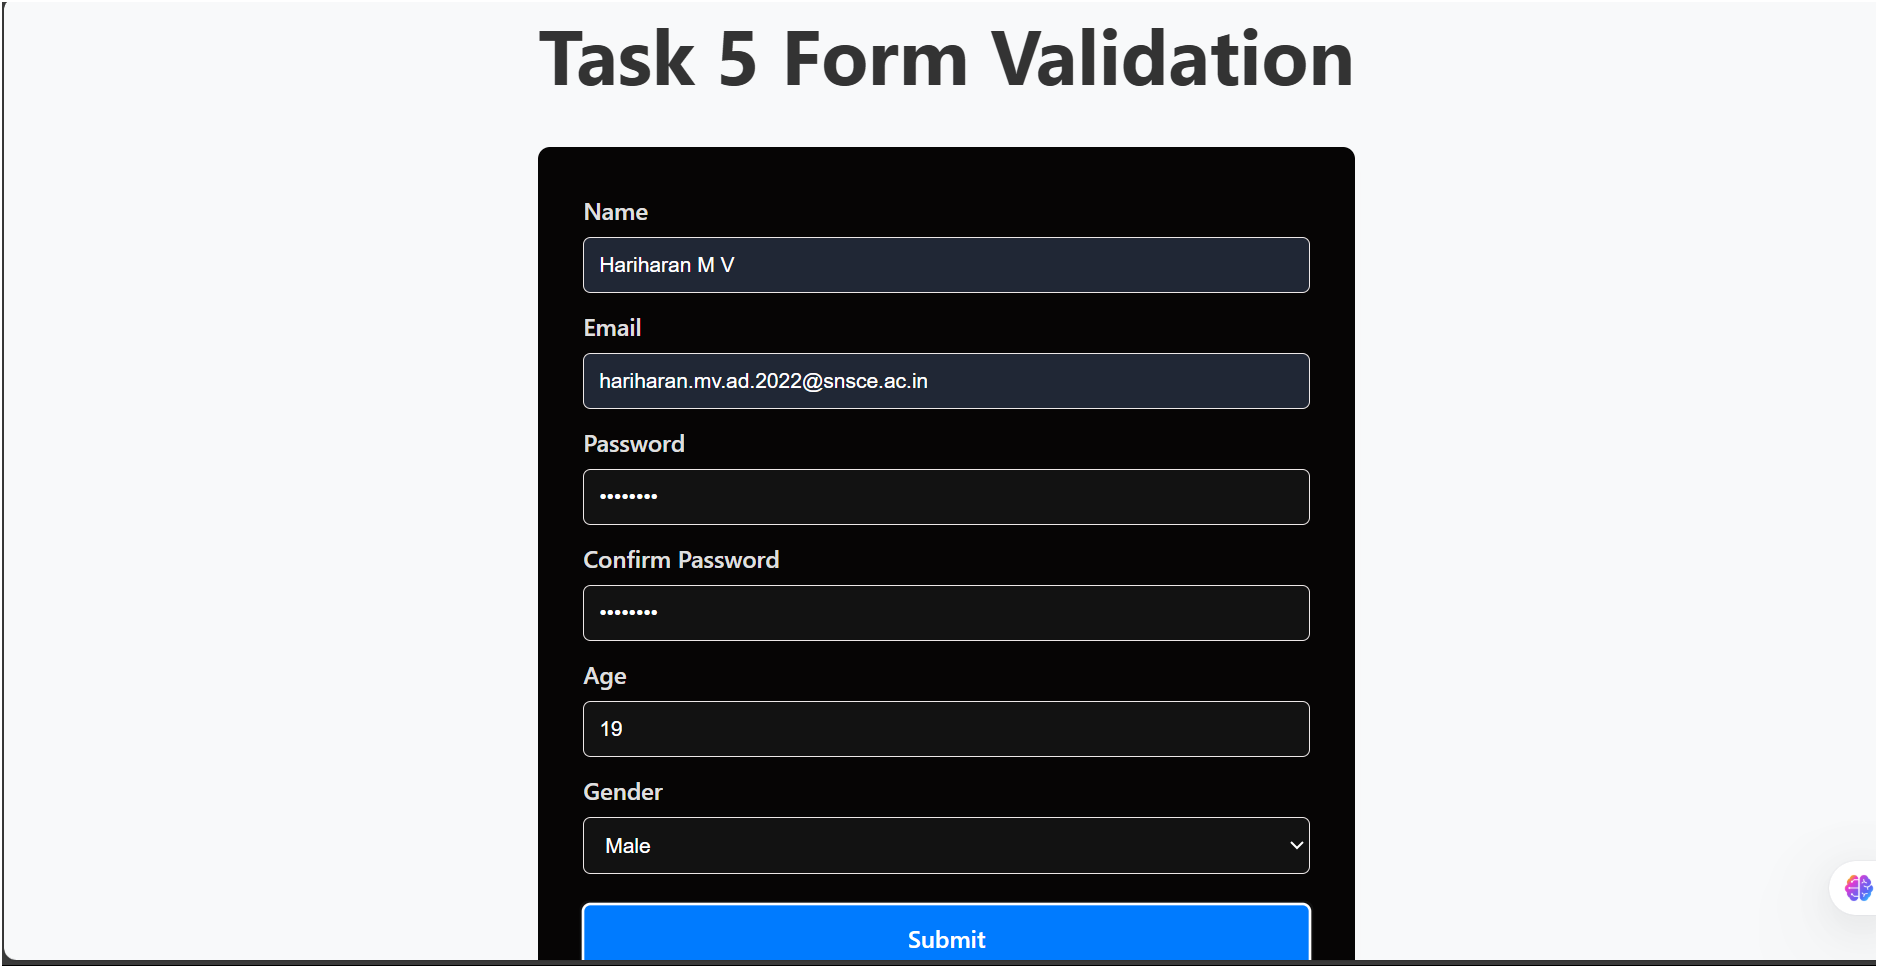 Task 5 Form Validation
Name
Hariharan M V
Email
hariharan.mv.ad.2022@snsce.ac.in
Password
••••••••
Confirm Password
••••••••
Age
19
Gender
Male
Submit